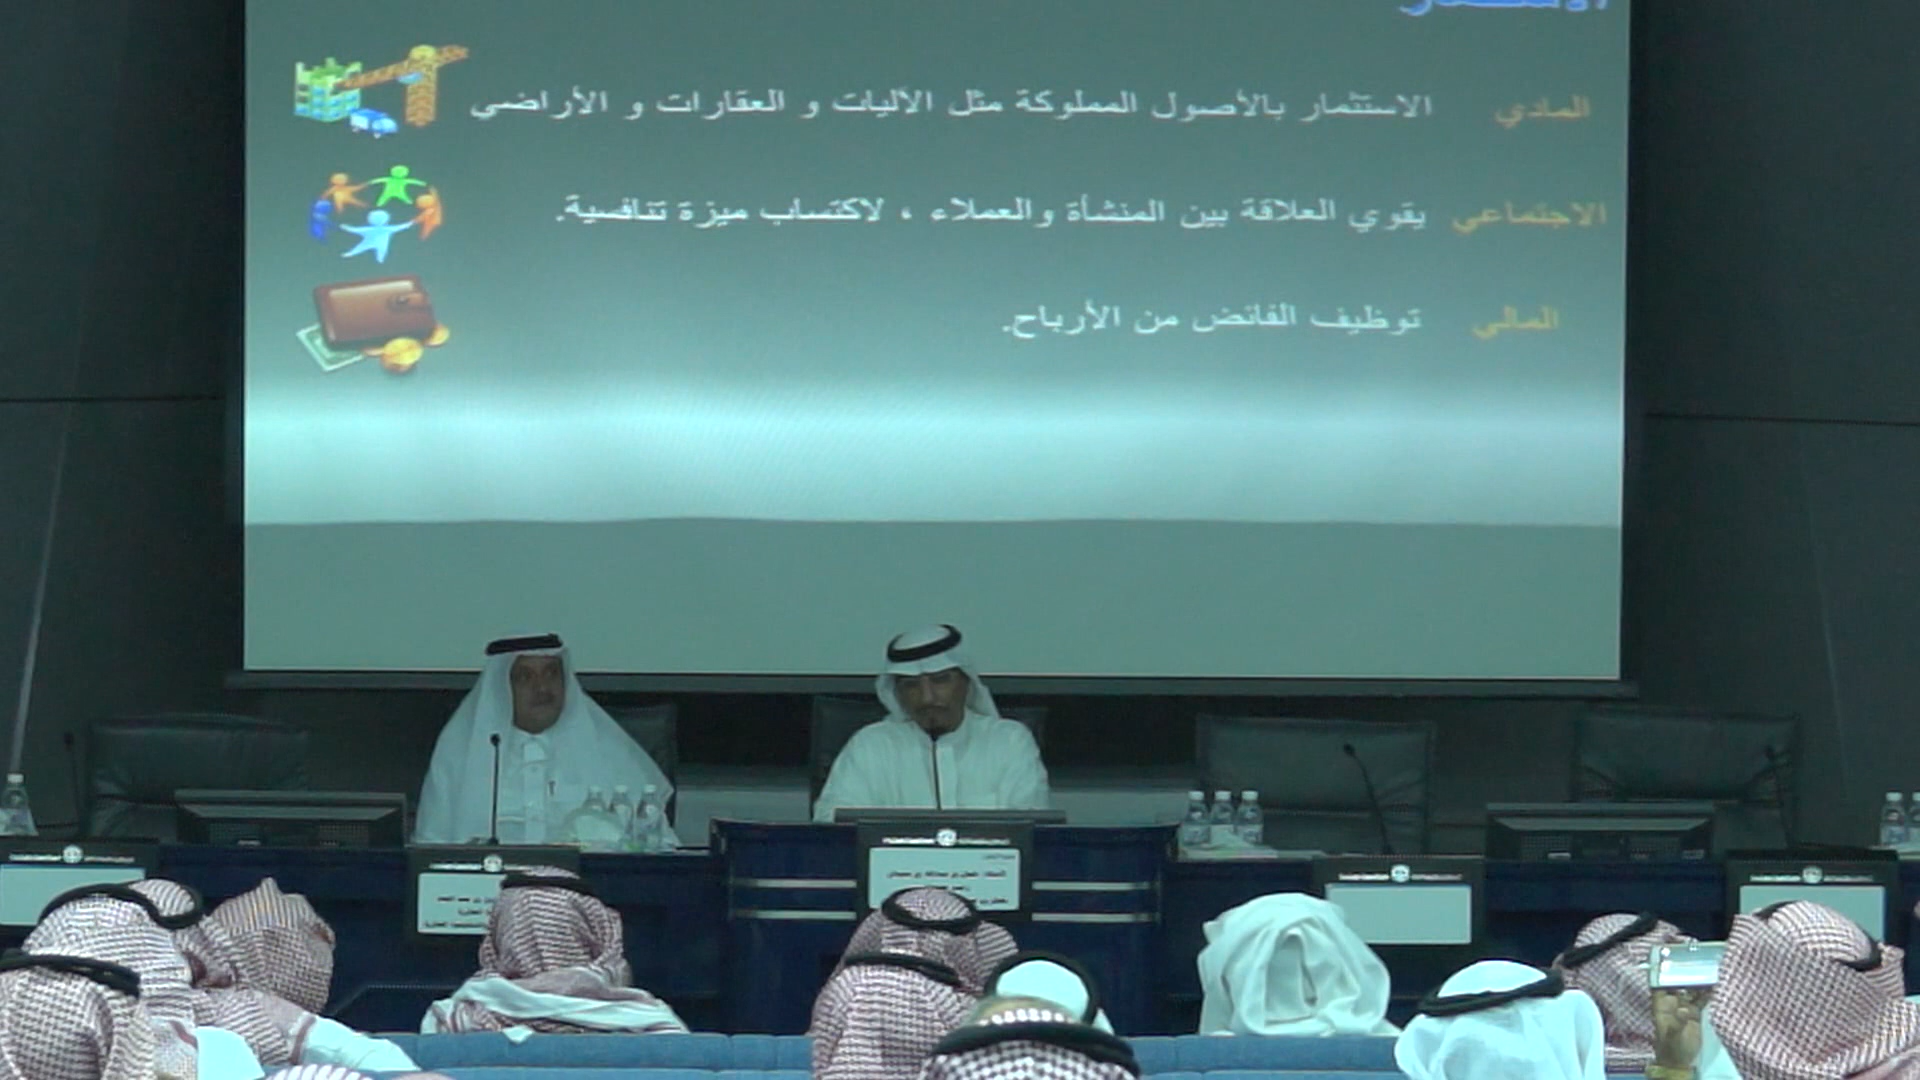 الاستثمار
المادي الاستثمار بالأصول المملوكة مثل الآليات و العقارات و الأراضي
الاجتماعي يقوي العلاقة بين المنشأة والعملاء ، لاكتساب ميزة تنافسية.
المالي توظيف الفائض من الأرباح.